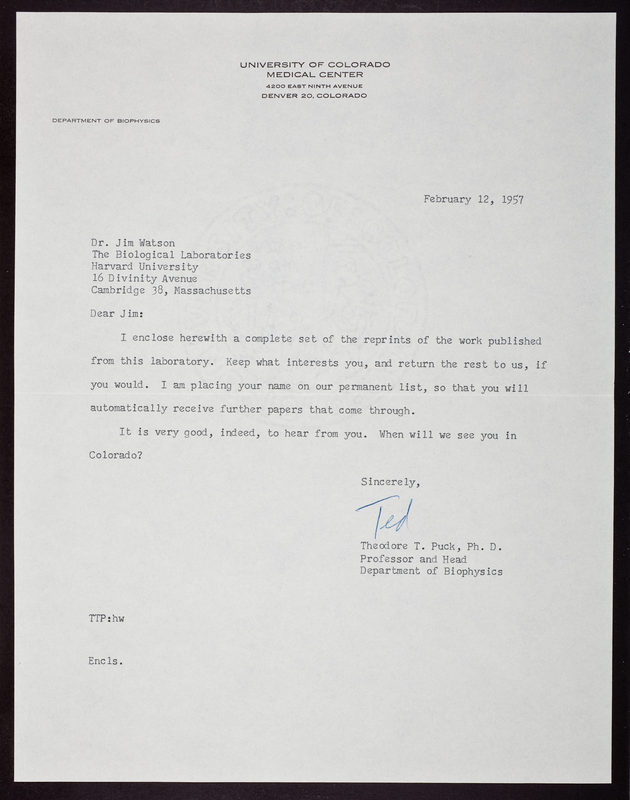 UNIVERSITY OF COLORADO
MEDICAL CENTER
4200 EAST NINTH AVENUE
DENVER 20, COLORADO
DEPARTMENT OF BIOPHYSICS
February 12, 1957
Dr. Jim Watson
The Biological Laboratories
Harvard University
16 Divinity Avenue
Cambridge 38, Massachusetts
Dear Jim:
I enclose herewith a complete set of the reprints of the work published
from this laboratory. Keep what interests you, and return the rest to us, if
you would. I am placing your name on our permanent list, so that you will
automatically receive further papers that come through.
It is very good, indeed, to hear from you. When will we see you in
Colorado?
Sincerely,
Ted
Theodore T. Puck, Ph. D.
Professor and Head
Department of Biophysics
TTP:hw
Encls.